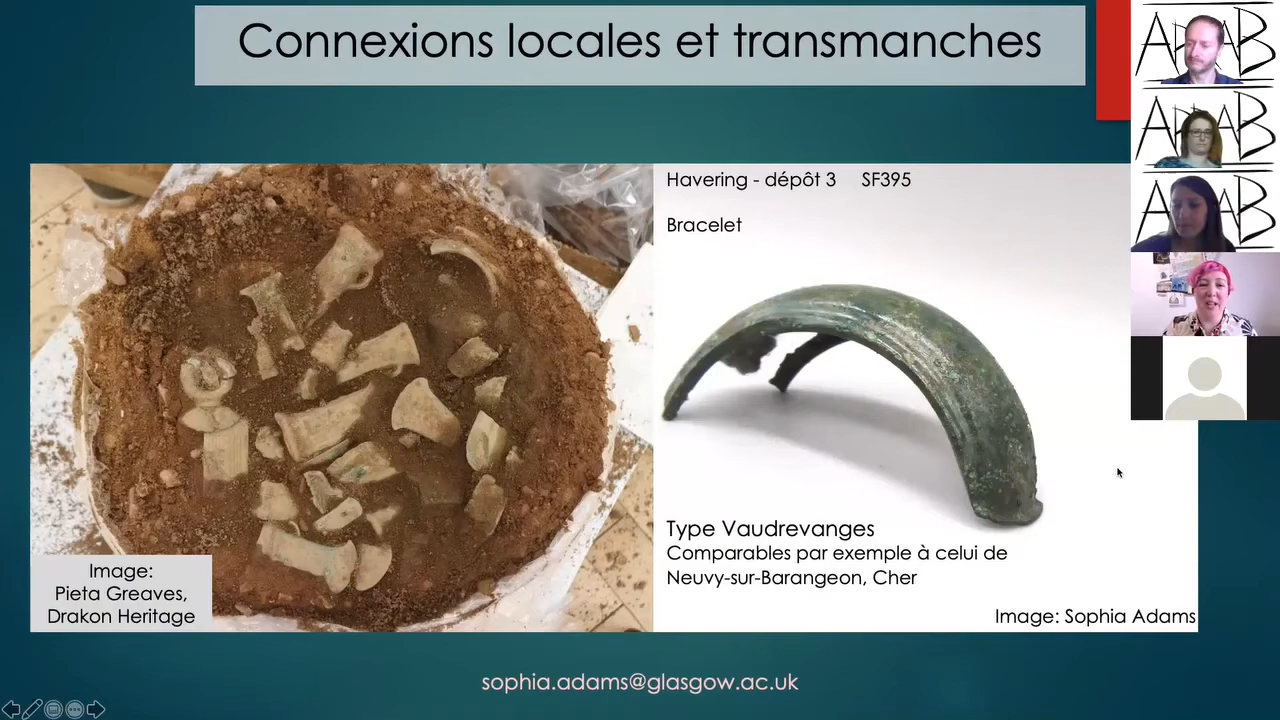 Connexions locales et transmanches
Havering - dépôt 3 SF395
Bracelet
Type Vaudrevanges
Comparables par exemple à celui de
Neuvy-sur-Barangeon, Cher
Image: Sophia Adams
Image:
Pieta Greaves,
Drakon Heritage
sophia.adams@glasgow.ac.uk